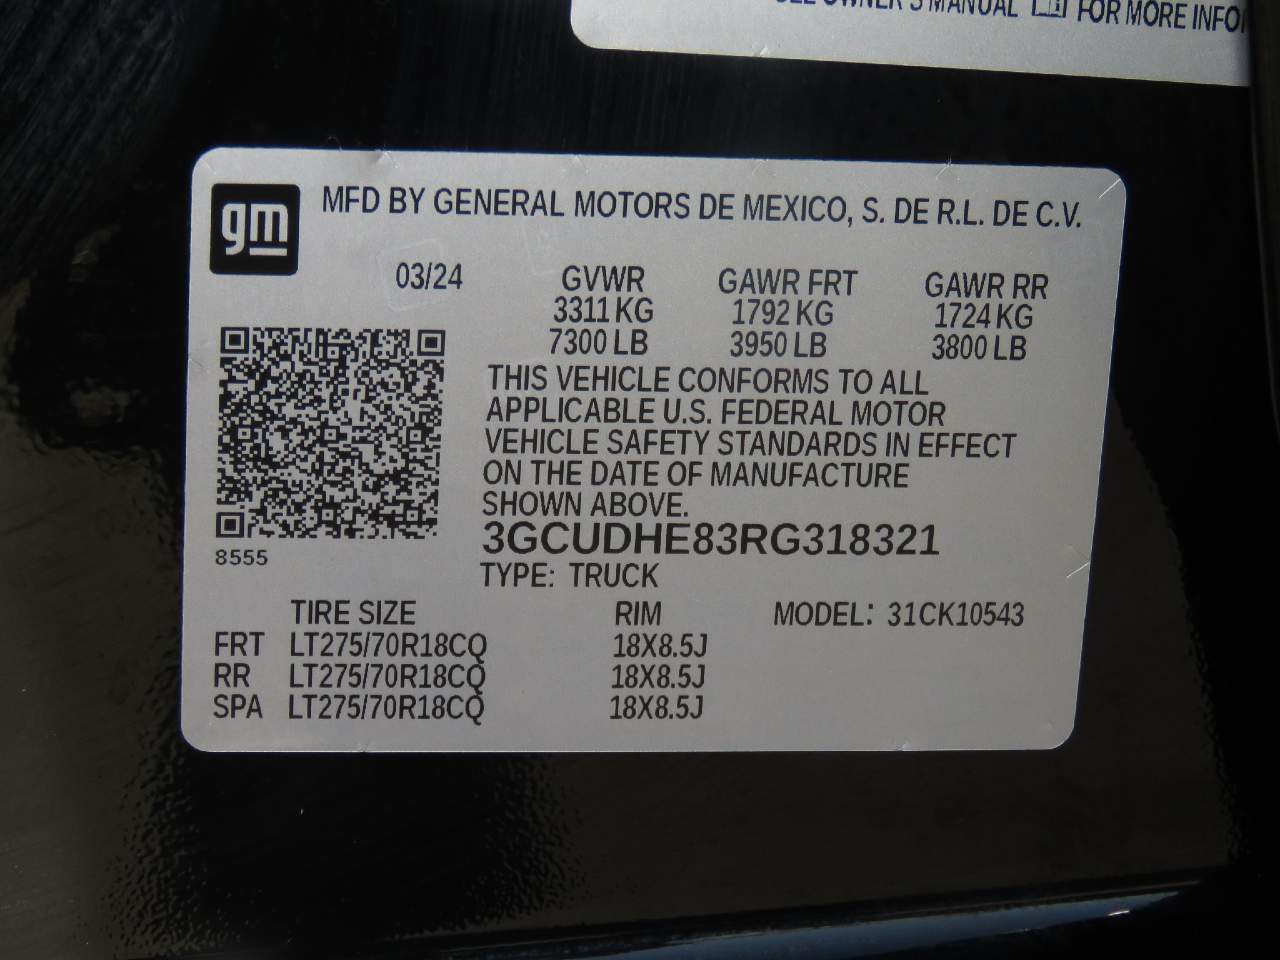 OWNER'S MANUAL FOR MORE
gm
MFD BY GENERAL MOTORS DE MEXICO, S. DE R.L. DE C.V.
03/24 GVWR GAWR FRT GAWR RR
3311 KG 1792 KG 1724 KG
7300 LB 3950 LB 3800 LB
THIS VEHICLE CONFORMS TO ALL
APPLICABLE U.S. FEDERAL MOTOR
VEHICLE SAFETY STANDARDS IN EFFECT
ON THE DATE OF MANUFACTURE
SHOWN ABOVE.
3GCUDHE83RG318321
8555
TYPE: TRUCK
TIRE SIZE RIM MODEL: 31CK10543
FRT LT275/70R18CQ 18X8.5J
RR LT275/70R18CQ 18X8.5J
SPA LT275/70R18CQ 18X8.5J